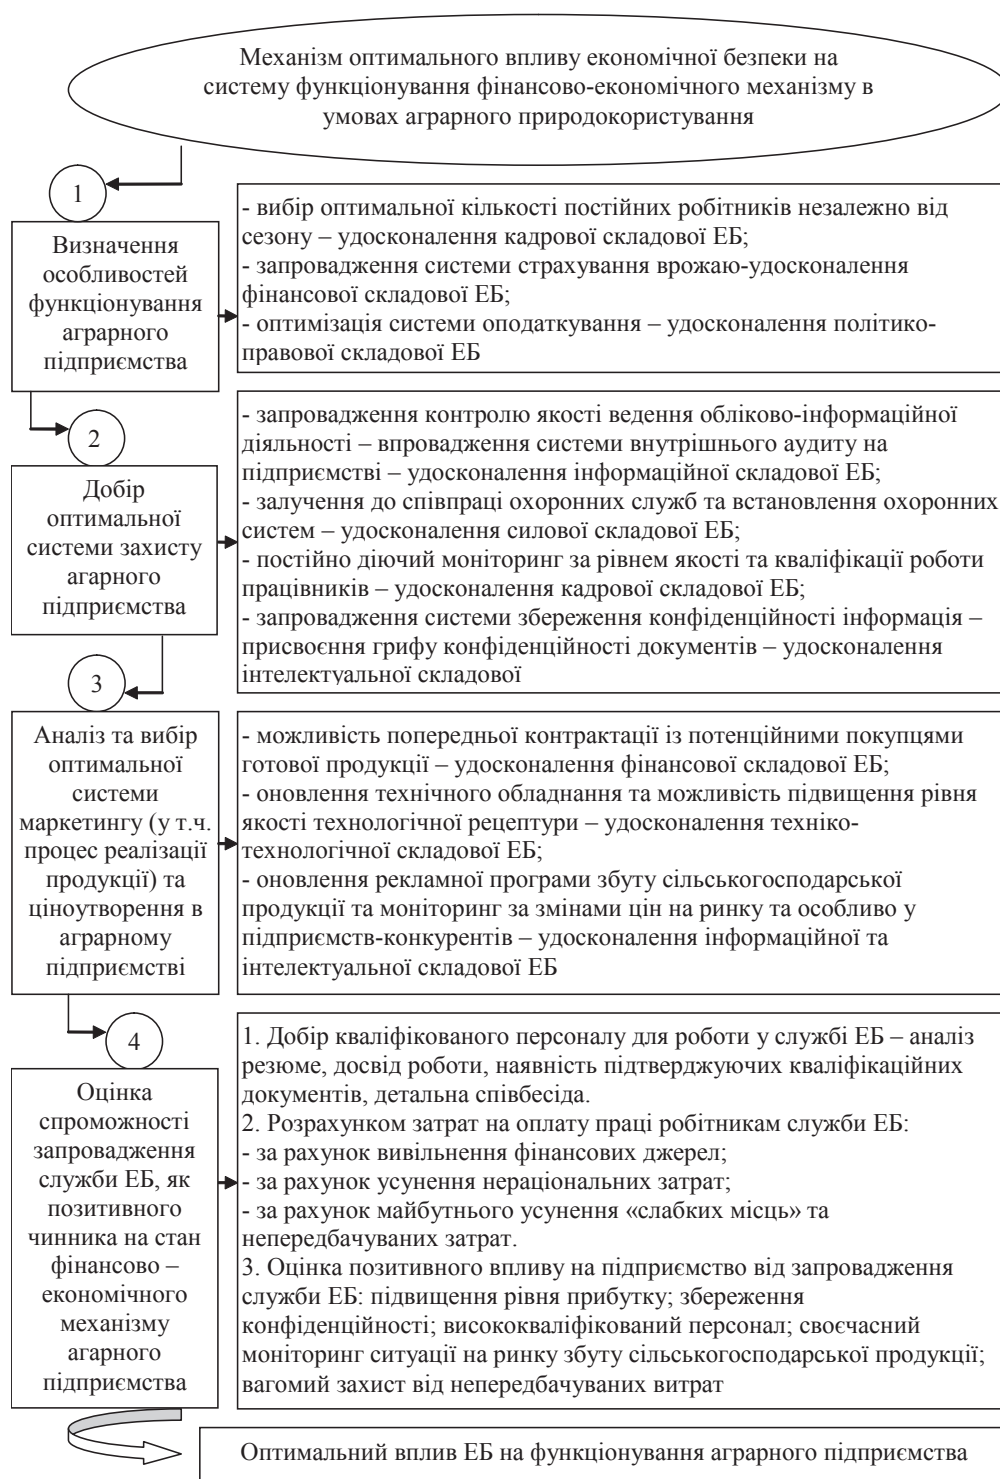 Механізм оптимального впливу економічної безпеки на
систему функціонування фінансово-економічного механізму в
умовах аграрного природокористування
1
Визначення
особливостей
функціонування
аграрного
підприємства
- вибір оптимальної кількості постійних робітників незалежно від
сезону – удосконалення кадрової складової ЕБ;
- запровадження системи страхування врожаю-удосконалення
фінансової складової ЕБ;
- оптимізація системи оподаткування – удосконалення політико-
правової складової ЕБ
2
Добір
оптимальної
системи захисту
агарного
підприємства
- запровадження контролю якості ведення обліково-інформаційної
діяльності – впровадження системи внутрішнього аудиту на
підприємстві – удосконалення інформаційної складової ЕБ;
- залучення до співпраці охоронних служб та встановлення охоронних
систем – удосконалення силової складової ЕБ;
- постійно діючий моніторинг за рівнем якості та кваліфікації роботи
працівників – удосконалення кадрової складової ЕБ;
- запровадження системи збереження конфіденційності інформація –
присвоєння грифу конфіденційності документів – удосконалення
інтелектуальної складової
3
Аналіз та вибір
оптимальної
системи
маркетингу (у т.ч.
процес реалізації
продукції) та
ціноутворення в
аграрному
підприємстві
- можливість попередньої контрактації із потенційними покупцями
готової продукції – удосконалення фінансової складової ЕБ;
- оновлення технічного обладнання та можливість підвищення рівня
якості технологічної рецептури – удосконалення техніко-
технологічної складової ЕБ;
- оновлення рекламної програми збуту сільськогосподарської
продукції та моніторинг за змінами цін на ринку та особливо у
підприємств-конкурентів – удосконалення інформаційної та
інтелектуальної складової ЕБ
4
Оцінка
спроможності
запровадження
служби ЕБ, як
позитивного
чинника на стан
фінансово –
економічного
механізму
агарного
підприємства
1. Добір кваліфікованого персоналу для роботи у службі ЕБ – аналіз
резюме, досвід роботи, наявність підтверджуючих кваліфікаційних
документів, детальна співбесіда.
2. Розрахунком затрат на оплату праці робітникам служби ЕБ:
- за рахунок вивільнення фінансових джерел;
- за рахунок усунення нераціональних затрат;
- за рахунок майбутнього усунення «слабких місць» та
непередбачуваних затрат.
3. Оцінка позитивного впливу на підприємство від запровадження
служби ЕБ: підвищення рівня прибутку; збереження
конфіденційності; висококваліфікований персонал; своєчасний
моніторинг ситуації на ринку збуту сільськогосподарської продукції;
вагомий захист від непередбачуваних витрат
Оптимальний вплив ЕБ на функціонування аграрного підприємства